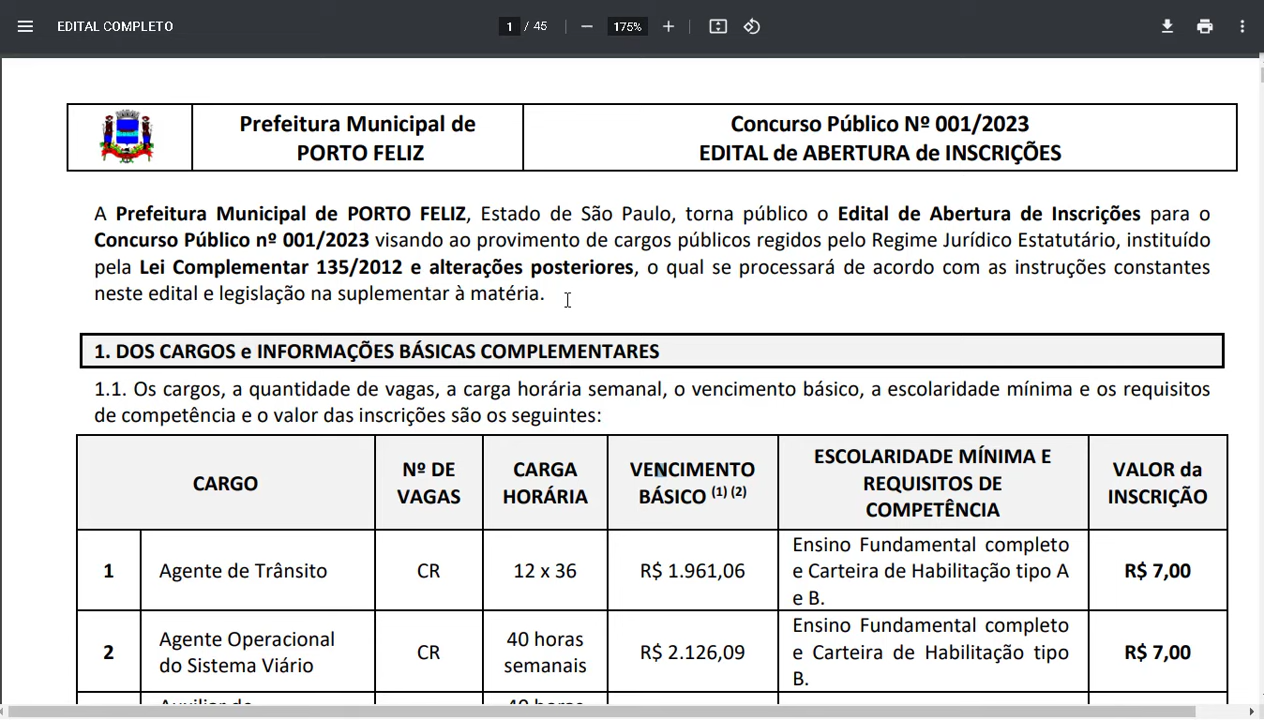 EDITAL COMPLETO
1 / 45
175%
Prefeitura Municipal de
PORTO FELIZ
Concurso Público Nº 001/2023
EDITAL de ABERTURA de INSCRIÇÕES
A Prefeitura Municipal de PORTO FELIZ, Estado de São Paulo, torna público o Edital de Abertura de Inscrições para o
Concurso Público nº 001/2023 visando ao provimento de cargos públicos regidos pelo Regime Jurídico Estatutário, instituído
pela Lei Complementar 135/2012 e alterações posteriores, o qual se processará de acordo com as instruções constantes
neste edital e legislação na suplementar à matéria.
1. DOS CARGOS e INFORMAÇÕES BÁSICAS COMPLEMENTARES
1.1. Os cargos, a quantidade de vagas, a carga horária semanal, o vencimento básico, a escolaridade mínima e os requisitos
de competência e o valor das inscrições são os seguintes:
CARGO
Nº DE
VAGAS
CARGA
HORÁRIA
VENCIMENTO
BÁSICO (1) (2)
ESCOLARIDADE MÍNIMA E
REQUISITOS DE
COMPETÊNCIA
VALOR da
INSCRIÇÃO
1
Agente de Trânsito
CR
12 x 36
R$ 1.961,06
Ensino Fundamental completo
e Carteira de Habilitação tipo A
e B.
R$ 7,00
2
Agente Operacional
do Sistema Viário
CR
40 horas
semanais
R$ 2.126,09
Ensino Fundamental completo
e Carteira de Habilitação tipo
B.
R$ 7,00